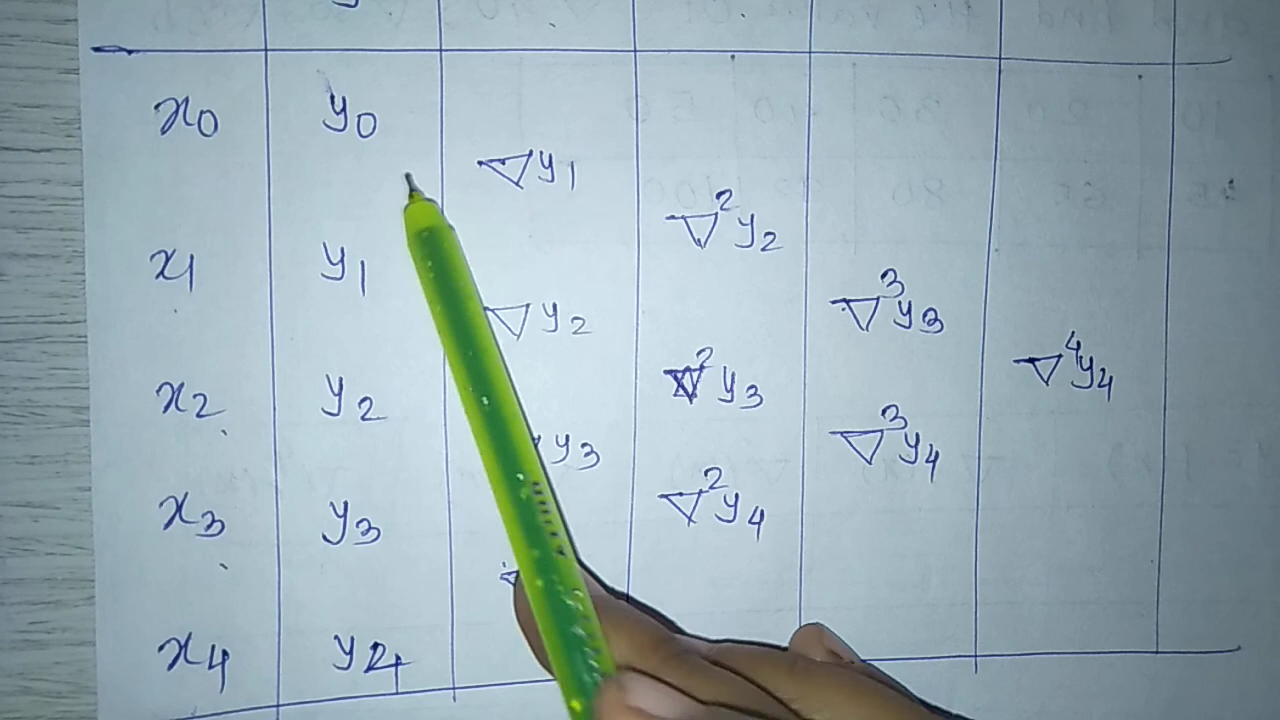 x0 y0
∇y1
∇²y2
x1 y1
∇³y3
∇y2
∇⁴y4
x2 y2 ∇²y3
∇³y4
y3
∇²y4
x3 y3
x4 y4